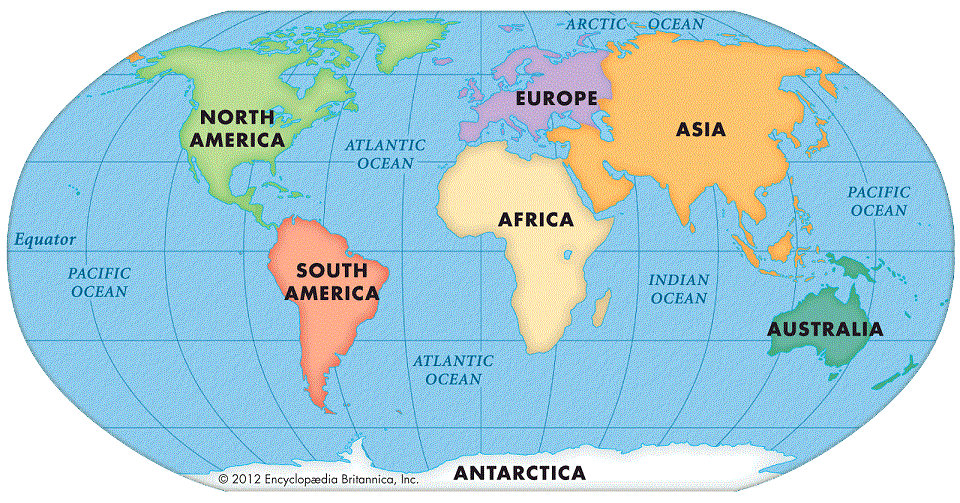 ARCTIC OCEAN
EUROPE
NORTH
AMERICA
ASIA
ATLANTIC
OCEAN
PACIFIC
OCEAN
AFRICA
Equator
PACIFIC
OCEAN
SOUTH
AMERICA
INDIAN
OCEAN
AUSTRALIA
ATLANTIC
OCEAN
ANTARCTICA
© 2012 Encyclopædia Britannica, Inc.